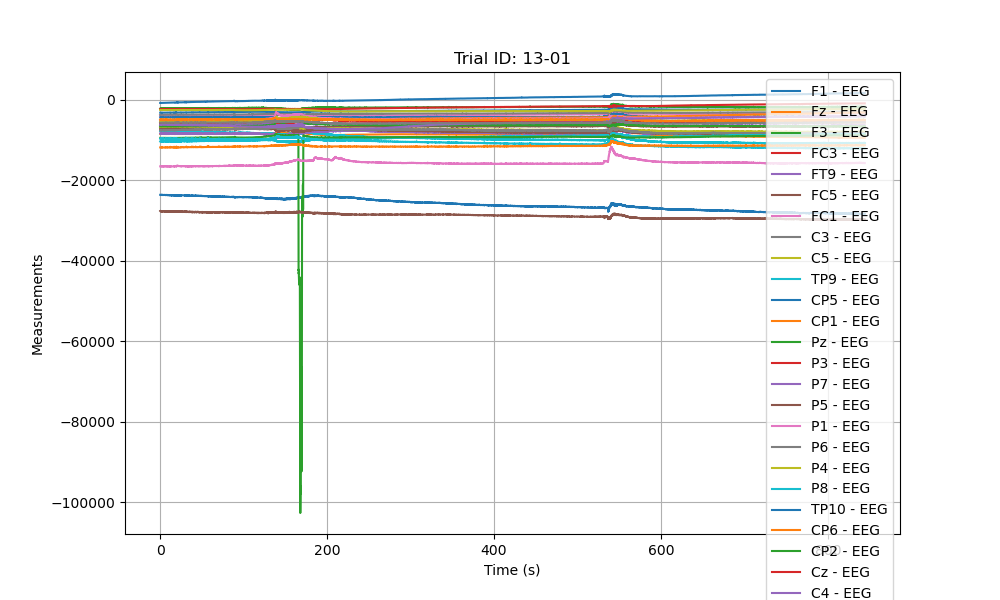 Trial ID: 13-01
Measurements
0
−20000
−40000
−60000
−80000
−100000
0
200
400
600
Time (s)
F1 - EEG
Fz - EEG
F3 - EEG
FC3 - EEG
FT9 - EEG
FC5 - EEG
FC1 - EEG
C3 - EEG
C5 - EEG
TP9 - EEG
CP5 - EEG
CP1 - EEG
Pz - EEG
P3 - EEG
P7 - EEG
P5 - EEG
P1 - EEG
P6 - EEG
P4 - EEG
P8 - EEG
TP10 - EEG
CP6 - EEG
CP2 - EEG
Cz - EEG
C4 - EEG